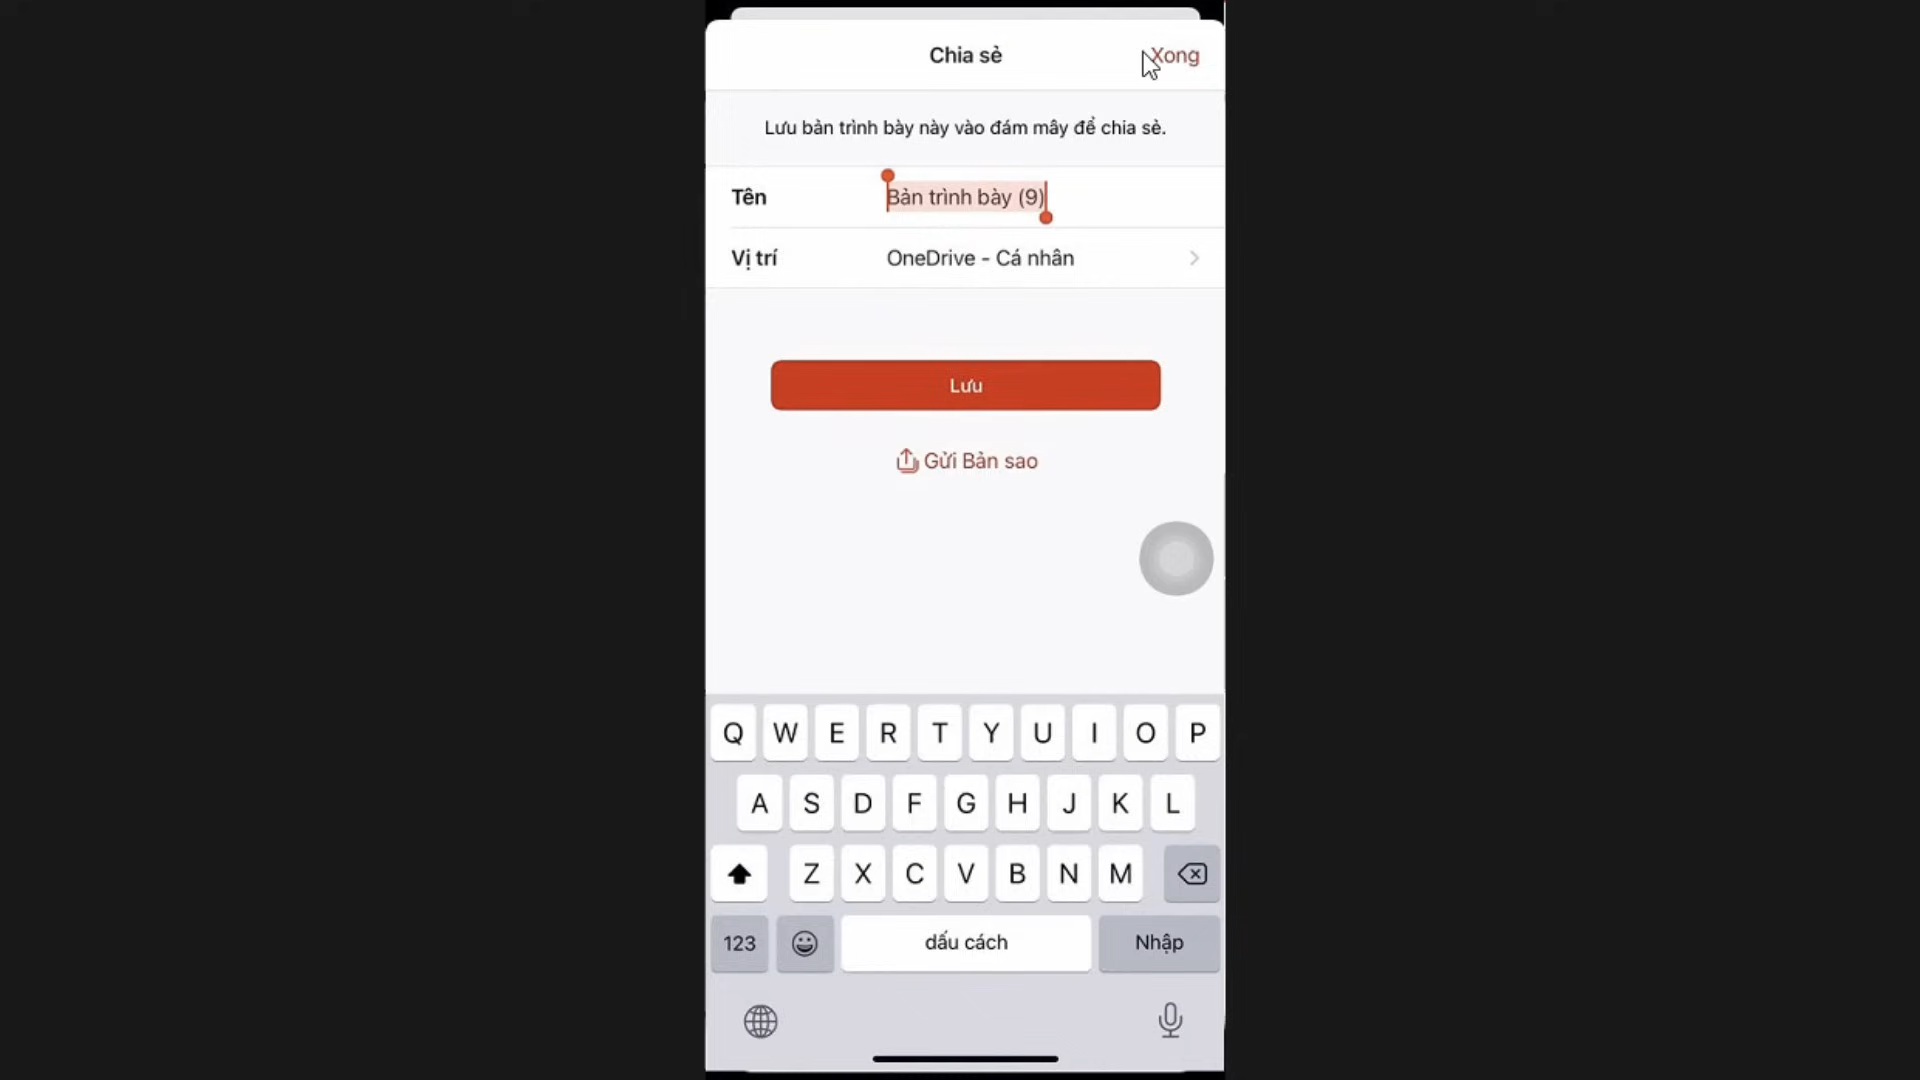 Chia sẻ
Xong
Lưu bản trình bày này vào đám mây để chia sẻ.
Tên Bản trình bày (9)
Vị trí OneDrive - Cá nhân
Lưu
Gửi Bản sao
Q W E R T Y U I O P
A S D F G H J K L
Z X C V B N M
123 dấu cách Nhập